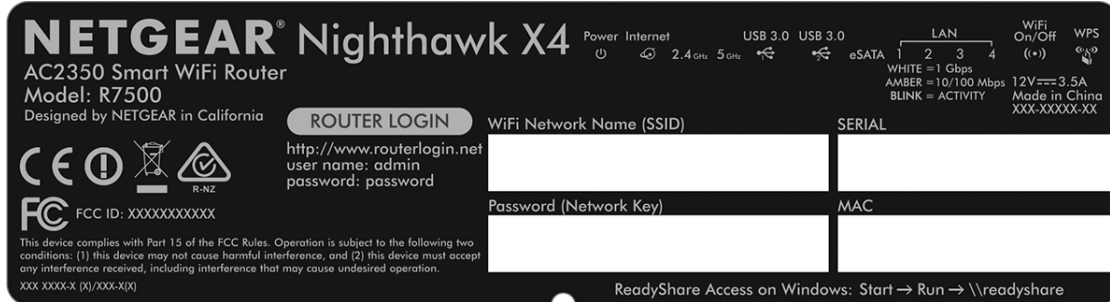 NETGEAR® Nighthawk X4
AC2350 Smart WiFi Router
Model: R7500
Designed by NETGEAR in California
Power Internet 2.4 GHz 5 GHz USB 3.0 USB 3.0 eSATA
LAN
1 2 3 4
WiFi
On/Off
WPS
WHITE = 1 Gbps
AMBER = 10/100 Mbps
BLINK = ACTIVITY
12V 3.5A
Made in China
XXX-XXXXX-XX
ROUTER LOGIN
http://www.routerlogin.net
user name: admin
password: password
WiFi Network Name (SSID)
SERIAL
Password (Network Key)
MAC
CE
R-NZ
FC FCC ID: XXXXXXXXXXX
This device complies with Part 15 of the FCC Rules. Operation is subject to the following two
conditions: (1) this device may not cause harmful interference, and (2) this device must accept
any interference received, including interference that may cause undesired operation.
XXX XXXX-X (X)/XXX-X(X)
ReadyShare Access on Windows: Start → Run → \\readyshare